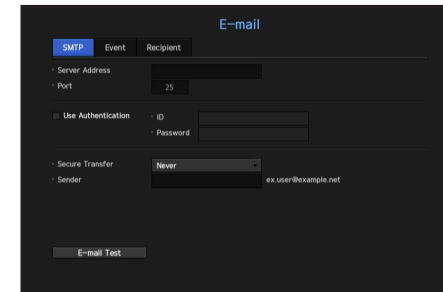 E-mail
SMTP Event Recipient
Server Address
Port 25
Use Authentication ID
Password
Secure Transfer Never
Sender ex.user@example.net
E-mail Test